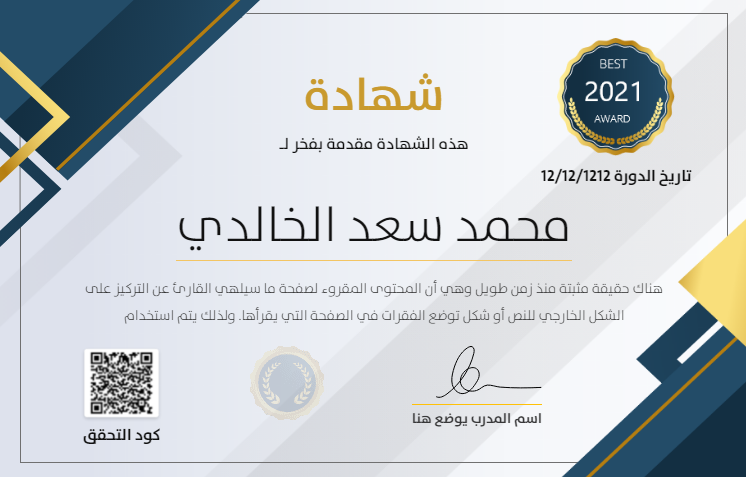 BEST
2021
AWARD
شهادة
هذه الشهادة مقدمة بفخر لـ
تاريخ الدورة 12/12/1212
محمد سعد الخالدي
هناك حقيقة مثبتة منذ زمن طويل وهي أن المحتوى المقروء لصفحة ما سيلهي القارئ عن التركيز على
الشكل الخارجي للنص أو شكل توضع الفقرات في الصفحة التي يقرأها. ولذلك يتم استخدام
اسم المدرب يوضع هنا
كود التحقق